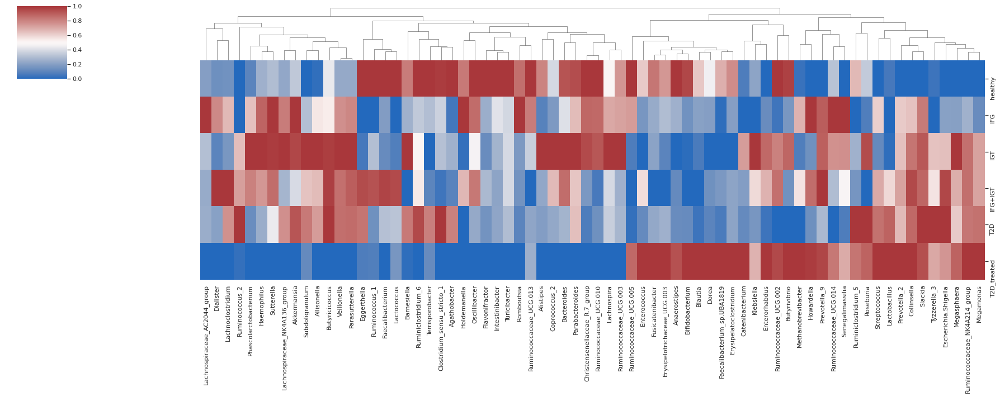 1.0
0.8
0.6
0.4
0.2
0.0
healthy
IFG
IGT
IFG+IGT
T2D
T2D_treated
Lachnospiraceae_AC2044_group
Dialister
Lachnoclostridium
Ruminococcus_2
Phascolarctobacterium
Haemophilus
Sutterella
Lachnospiraceae_NK4A136_group
Akkermansia
Subdoligranulum
Allisonella
Butyricicoccus
Veillonella
Parasutterella
Eggerthella
Ruminococcus_1
Faecalibacterium
Lactococcus
Barnesiella
Ruminiclostridium_6
Terrisporobacter
Clostridium_sensu_stricto_1
Agathobacter
Holdemanella
Oscillibacter
Flavonifractor
Intestinibacter
Turicibacter
Romboutsia
Ruminococcaceae_UCG.013
Alistipes
Coprococcus_2
Bacteroides
Parabacteroides
Christensenellaceae_R.7_group
Ruminococcaceae_UCG.010
Lachnospira
Ruminococcaceae_UCG.003
Ruminococcaceae_UCG.005
Enterococcus
Fusicatenibacter
Erysipelotrichaceae_UCG.003
Anaerostipes
Bifidobacterium
Blautia
Dorea
Faecalibacterium_sp.UBA1819
Erysipelatoclostridium
Catenibacterium
Klebsiella
Enterorhabdus
Ruminococcaceae_UCG.002
Butyrivibrio
Methanobrevibacter
Howardella
Prevotella_9
Ruminococcaceae_UCG.014
Senegalimassilia
Ruminiclostridium_5
Roseburia
Streptococcus
Lactobacillus
Prevotella_2
Collinsella
Slackia
Tyzzerella_3
Escherichia.Shigella
Megasphaera
Ruminococcaceae_NK4A214_group
Megamonas